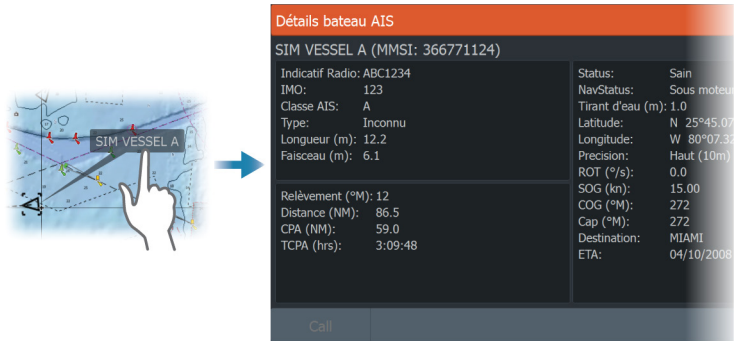 SIM VESSEL A
Détails bateau AIS
SIM VESSEL A (MMSI: 366771124)
Indicatif Radio: ABC1234
IMO: 123
Classe AIS: A
Type: Inconnu
Longueur (m): 12.2
Faisceau (m): 6.1
Relèvement (°M): 12
Distance (NM): 86.5
CPA (NM): 59.0
TCPA (hrs): 3:09:48
Status: Sain
NavStatus: Sous moteur
Tirant d'eau (m): 1.0
Latitude: N 25°45.07
Longitude: W 80°07.32
Precision: Haut (10m)
ROT (°/s): 0.0
SOG (kn): 15.00
COG (°M): 272
Cap (°M): 272
Destination: MIAMI
ETA: 04/10/2008
Call